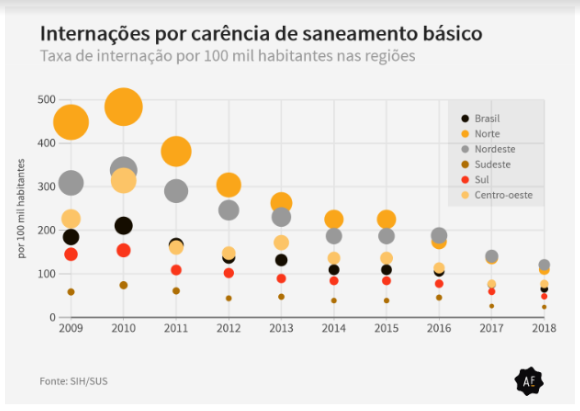 Internações por carência de saneamento básico
Taxa de internação por 100 mil habitantes nas regiões
500
400
300
200
100
0
por 100 mil habitantes
Brasil
Norte
Nordeste
Sudeste
Sul
Centro-oeste
2009 2010 2011 2012 2013 2014 2015 2016 2017 2018
Fonte: SIH/SUS
AE